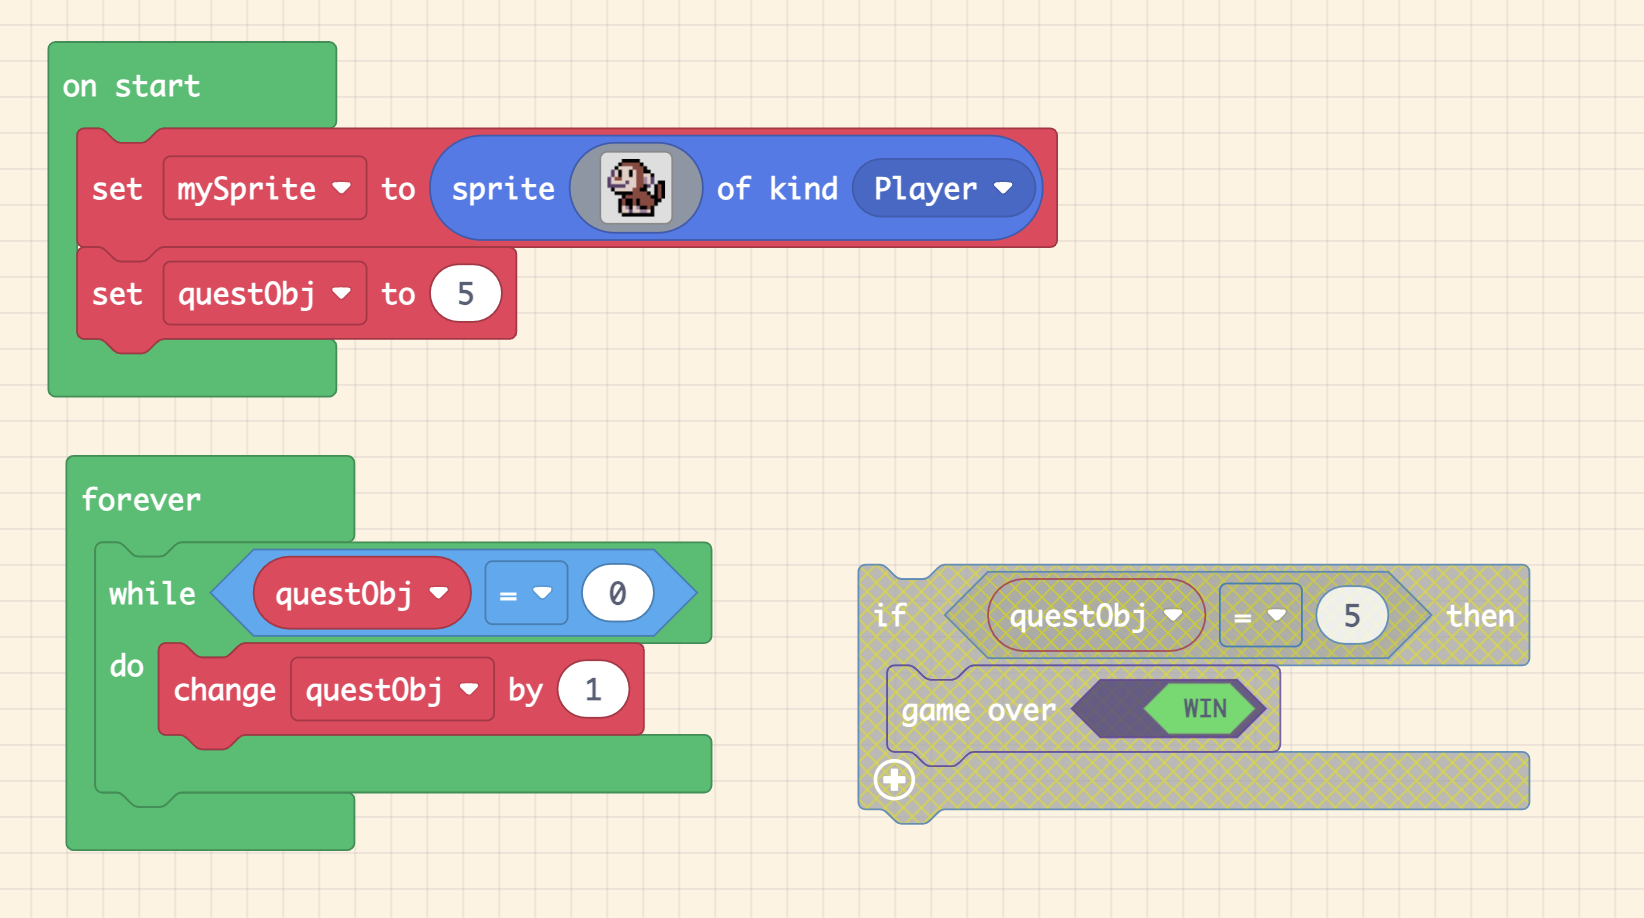 on start
set mySprite to sprite of kind Player
set questObj to 5
forever
while questObj = 0
do change questObj by 1
if questObj = 5 then
game over WIN